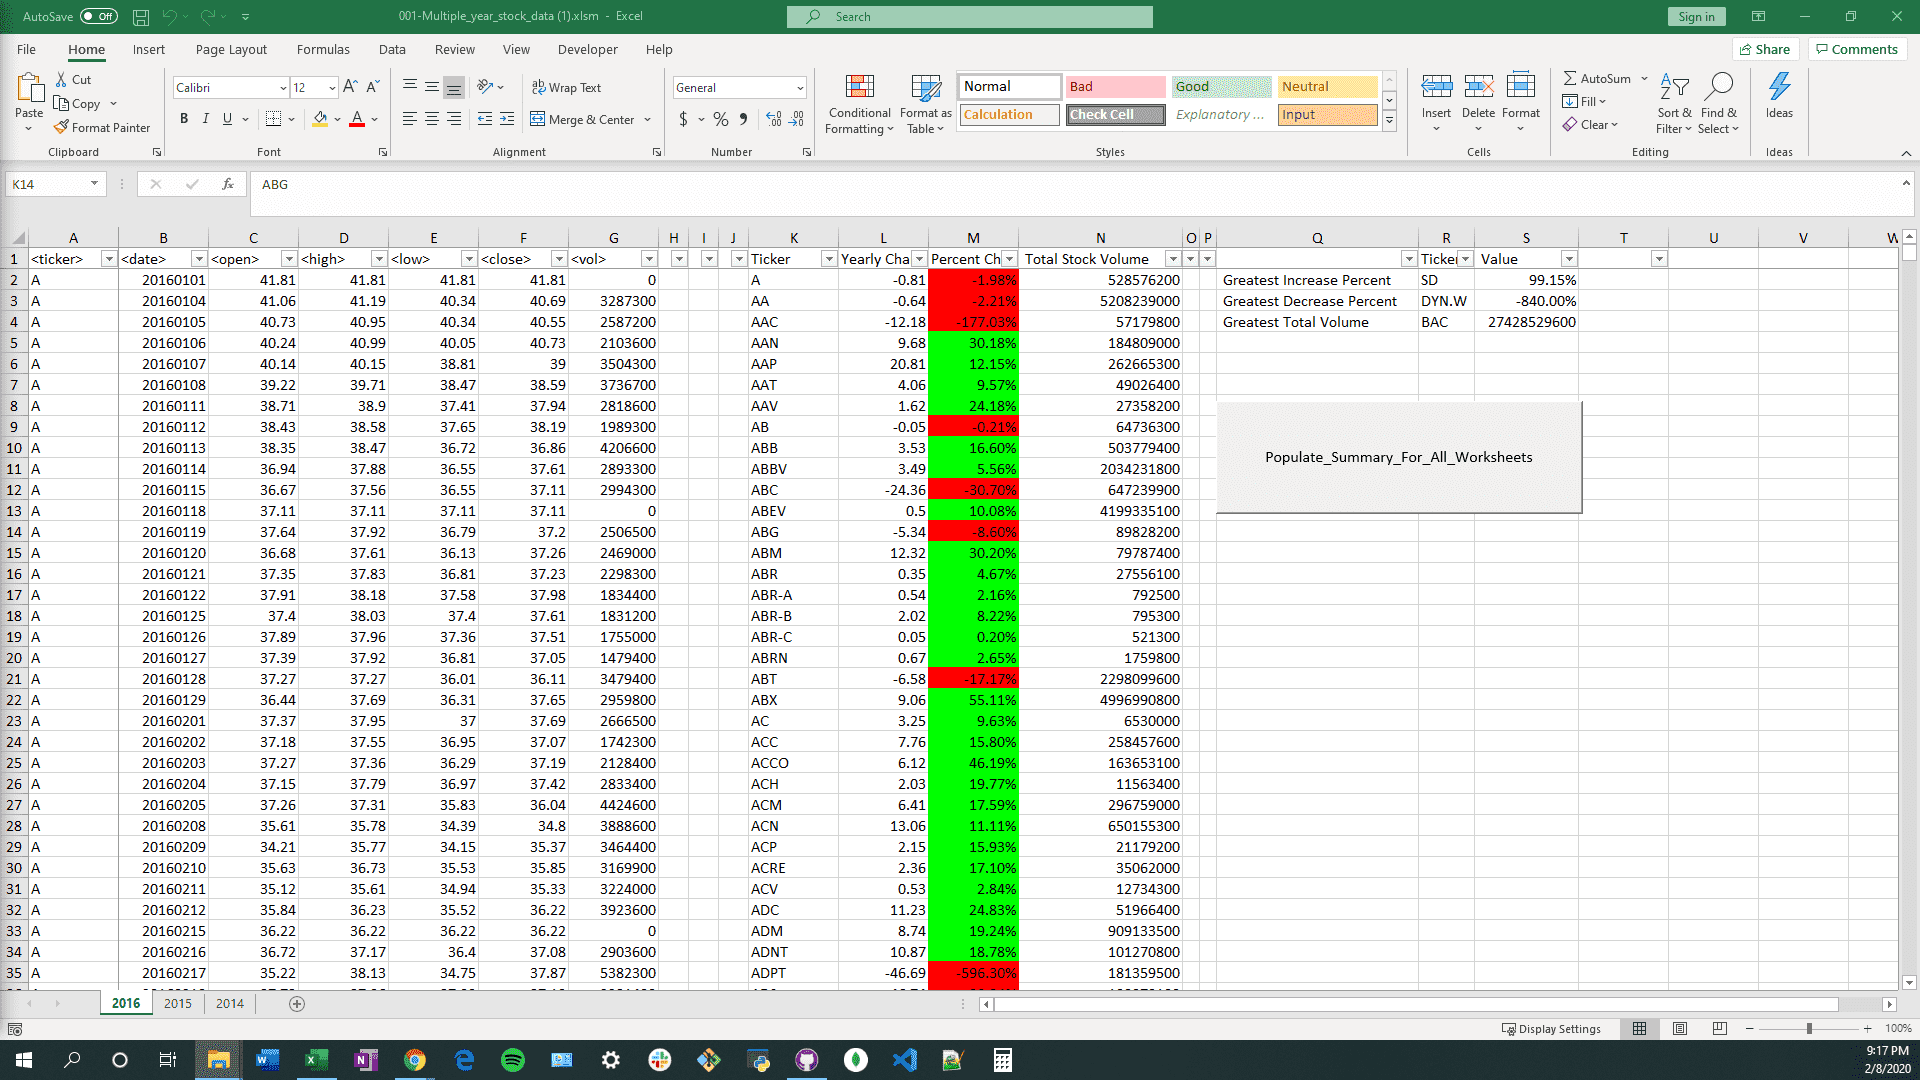 AutoSave Off 001-Multiple_year_stock_data (1).xlsm - Excel Search Sign in
File Home Insert Page Layout Formulas Data Review View Developer Help Share Comments
Paste Cut Copy Format Painter Clipboard
Calibri 12 A A B I U A Font
ab Wrap Text Merge & Center Alignment
General $ % Number
Conditional Formatting Format as Table Normal Bad Good Neutral Calculation Check Cell Explanatory ... Input Styles
Insert Delete Format Cells
AutoSum Fill Clear Sort & Filter Find & Select Editing
Ideas Ideas
K14 fx ABG
A B C D E F G H I J K L M N O P Q R S T U V W
1 <ticker> <date> <open> <high> <low> <close> <vol> Ticker Yearly Cha Percent Ch Total Stock Volume Ticker Value
2 A 20160101 41.81 41.81 41.81 41.81 0 A -0.81 -1.98% 528576200 Greatest Increase Percent SD 99.15%
3 A 20160104 41.06 41.19 40.34 40.69 3287300 AA -0.64 -2.21% 5208239000 Greatest Decrease Percent DYN.W -840.00%
4 A 20160105 40.73 40.95 40.34 40.55 2587200 AAC -12.18 -177.03% 57179800 Greatest Total Volume BAC 27428529600
5 A 20160106 40.24 40.99 40.05 40.73 2103600 AAN 9.68 30.18% 184809000
6 A 20160107 40.14 40.15 38.81 39 3504300 AAP 20.81 12.15% 262665300
7 A 20160108 39.22 39.71 38.47 38.59 3736700 AAT 4.06 9.57% 49026400
8 A 20160111 38.71 38.9 37.41 37.94 2818600 AAV 1.62 24.18% 27358200
9 A 20160112 38.43 38.58 37.65 38.19 1989300 AB -0.05 -0.21% 64736300
10 A 20160113 38.35 38.47 36.72 36.86 4206600 ABB 3.53 16.60% 503779400
11 A 20160114 36.94 37.88 36.55 37.61 2893300 ABBV 3.49 5.56% 2034231800 Populate_Summary_For_All_Worksheets
12 A 20160115 36.67 37.56 36.55 37.11 2994300 ABC -24.36 -30.70% 647239900
13 A 20160118 37.11 37.11 37.11 37.11 0 ABEV 0.5 10.08% 4199335100
14 A 20160119 37.64 37.92 36.79 37.2 2506500 ABG -5.34 -8.60% 89828200
15 A 20160120 36.68 37.61 36.13 37.26 2469000 ABM 12.32 30.20% 79787400
16 A 20160121 37.35 37.83 36.81 37.23 2298300 ABR 0.35 4.67% 27556100
17 A 20160122 37.91 38.18 37.58 37.98 1834400 ABR-A 0.54 2.16% 792500
18 A 20160125 37.4 38.03 37.4 37.61 1831200 ABR-B 2.02 8.22% 795300
19 A 20160126 37.89 37.96 37.36 37.51 1755000 ABR-C 0.05 0.20% 521300
20 A 20160127 37.39 37.92 36.81 37.05 1479400 ABRN 0.67 2.65% 1759800
21 A 20160128 37.27 37.27 36.01 36.11 3479400 ABT -6.58 -17.17% 2298099600
22 A 20160129 36.44 37.69 36.31 37.65 2959800 ABX 9.06 55.11% 4996990800
23 A 20160201 37.37 37.95 37 37.69 2666500 AC 3.25 9.63% 6530000
24 A 20160202 37.18 37.55 36.95 37.07 1742300 ACC 7.76 15.80% 258457600
25 A 20160203 37.27 37.36 36.29 37.19 2128400 ACCO 6.12 46.19% 163653100
26 A 20160204 37.15 37.79 36.97 37.42 2833400 ACH 2.03 19.77% 11563400
27 A 20160205 37.26 37.31 35.83 36.04 4424600 ACM 6.41 17.59% 296759000
28 A 20160208 35.61 35.78 34.39 34.8 3888600 ACN 13.06 11.11% 650155300
29 A 20160209 34.21 35.77 34.15 35.37 3464400 ACP 2.15 15.93% 21179200
30 A 20160210 35.63 36.73 35.53 35.85 3169900 ACRE 2.36 17.10% 35062000
31 A 20160211 35.12 35.61 34.94 35.33 3224000 ACV 0.53 2.84% 12734300
32 A 20160212 35.84 36.23 35.52 36.22 3923600 ADC 11.23 24.83% 51966400
33 A 20160215 36.22 36.22 36.22 36.22 0 ADM 8.74 19.24% 909133500
34 A 20160216 36.72 37.17 36.4 37.08 2903600 ADNT 10.87 18.78% 101270800
35 A 20160217 35.22 38.13 34.75 37.87 5382300 ADPT -46.69 -596.30% 181359500
2016 2015 2014
Display Settings 100%
9:17 PM
2/8/2020